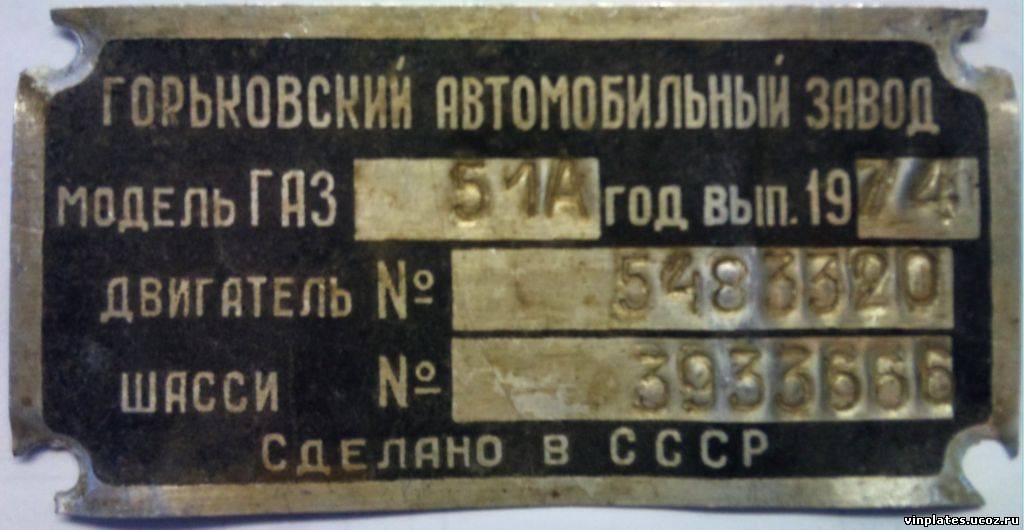 ГОРЬКОВСКИЙ АВТОМОБИЛЬНЫЙ ЗАВОД
МОДЕЛЬ ГАЗ 51А ГОД ВЫП. 1974
ДВИГАТЕЛЬ № 5483320
ШАССИ № 3933666
СДЕЛАНО В СССР
vinplates.ucoz.ru